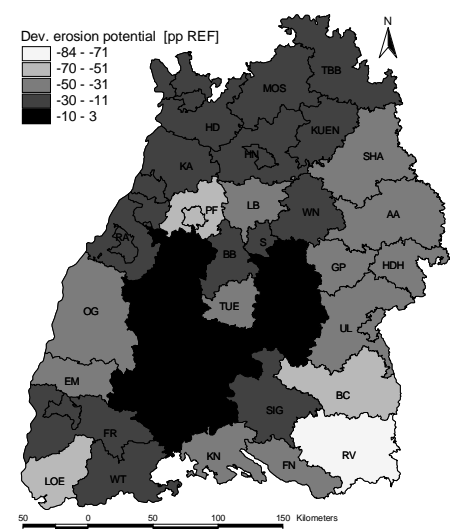 Dev. erosion potential [pp REF]
-84 - -71
-70 - -51
-50 - -31
-30 - -11
-10 - 3
N
TBB
MOS
HD
KUEN
HN
KA
SHA
PF
LB
WN
AA
RA
S
BB
GP
HDH
TUE
OG
UL
EM
BC
SIG
FR
RV
KN
FN
LOE
WT
50 0 50 100 150 Kilometers